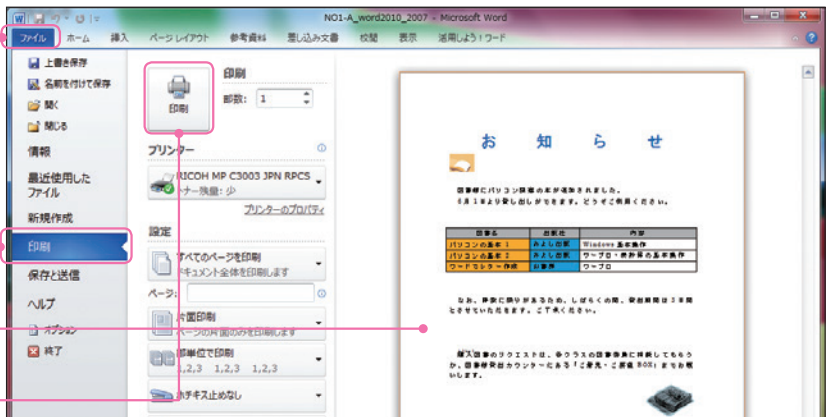 NO1-A_word2010_2007 - Microsoft Word
ファイル ホーム 挿入 ページ レイアウト 参考資料 差し込み文書 校閲 表示 活用しよう!ワード
上書き保存
名前を付けて保存
開く
閉じる
情報
最近使用した
ファイル
新規作成
印刷
保存と送信
ヘルプ
オプション
終了
印刷
印刷
部数: 1
プリンター
RICOH MP C3003 JPN RPCS
トナー残量: 少
プリンターのプロパティ
設定
すべてのページを印刷
ドキュメント全体を印刷します
ページ:
片面印刷
ページの片面のみを印刷します
部単位で印刷
1,2,3 1,2,3 1,2,3
ホチキス止めなし
お知らせ
図書館にパソコン関連の本が追加されました。
6月1日より貸し出しができます。どうぞご利用ください。
図書名 出版社 内容
パソコンの基本1 みよし出版 Windows 基本操作
パソコンの基本2 みよし出版 ワープロ・表計算の基本操作
ワードでシター作成 ワープロ
なお、冊数に限りがあるため、しばらくの間、貸出期間は2日間
とさせていただきます。ご了承ください。
購入図書のリクエストは、各クラスの図書係員に相談してもらう
か、図書館貸出カウンターにある「ご意見・ご感想BOX」までお願
いします。